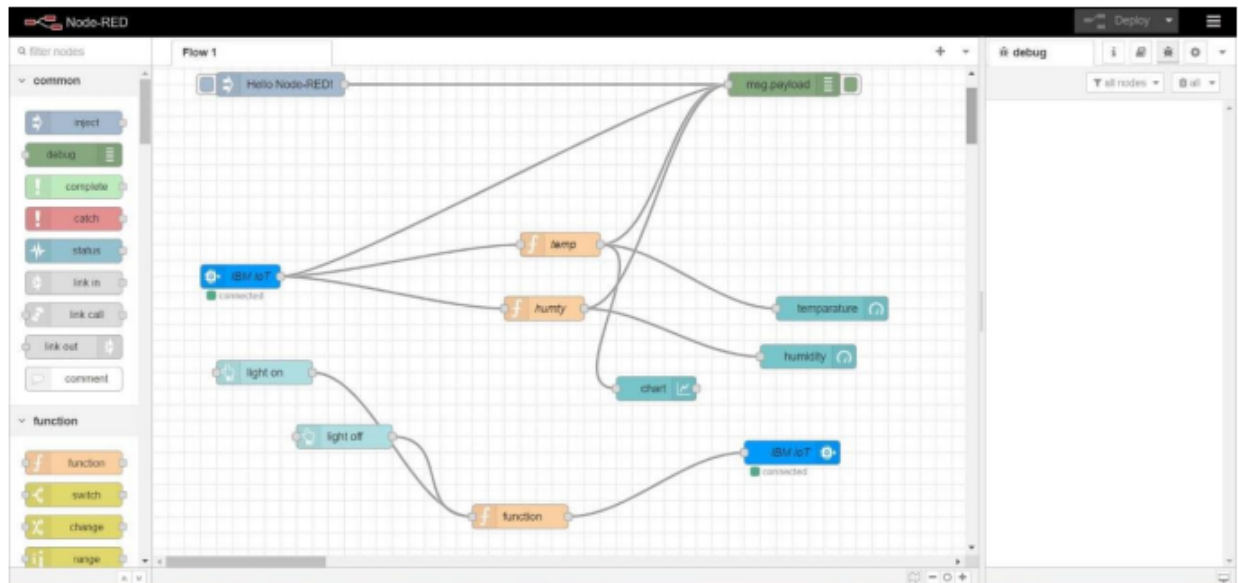 Node-RED
Deploy
filter nodes
Flow 1
debug
i
all nodes
all
common
inject
debug
complete
catch
status
link in
link call
link out
comment
function
function
switch
change
range
Hello Node-RED!
msg.payload
temp
IBM IoT
connected
humty
temparature
humidity
light on
chart
light off
IBM IoT
connected
function